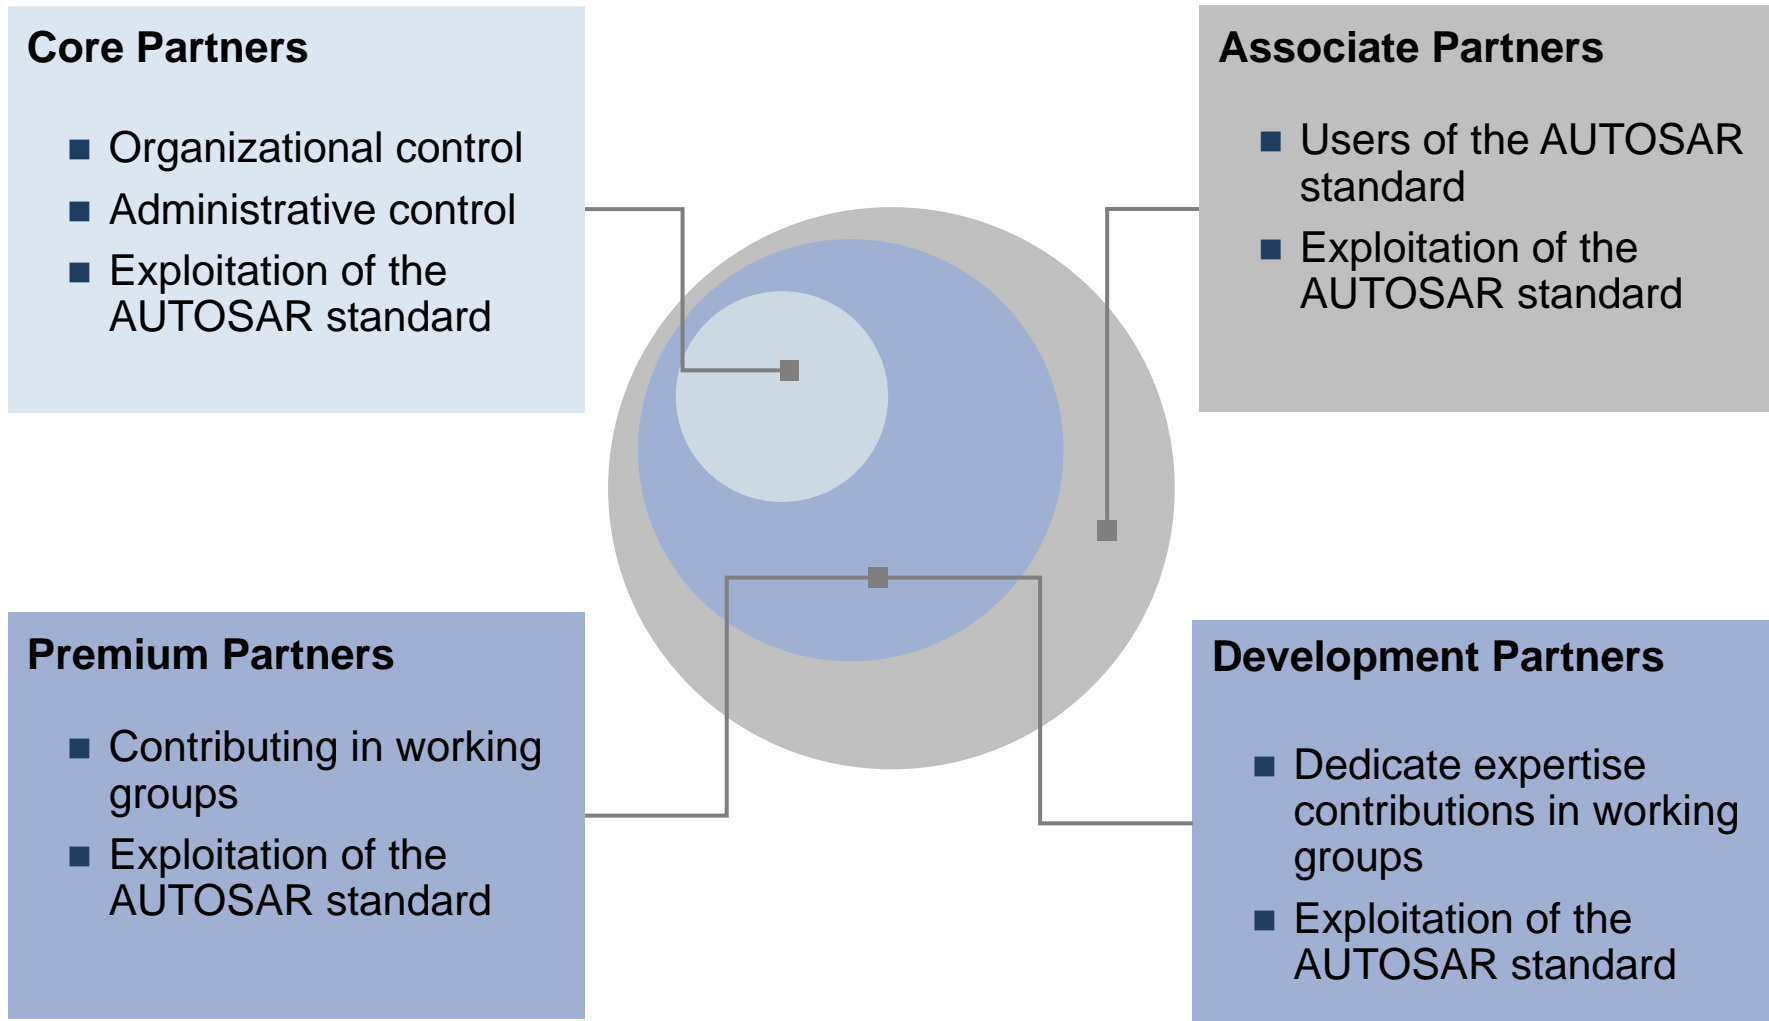 Core Partners
Organizational control
Administrative control
Exploitation of the
AUTOSAR standard
Associate Partners
Users of the AUTOSAR
standard
Exploitation of the
AUTOSAR standard
Premium Partners
Contributing in working
groups
Exploitation of the
AUTOSAR standard
Development Partners
Dedicate expertise
contributions in working
groups
Exploitation of the
AUTOSAR standard